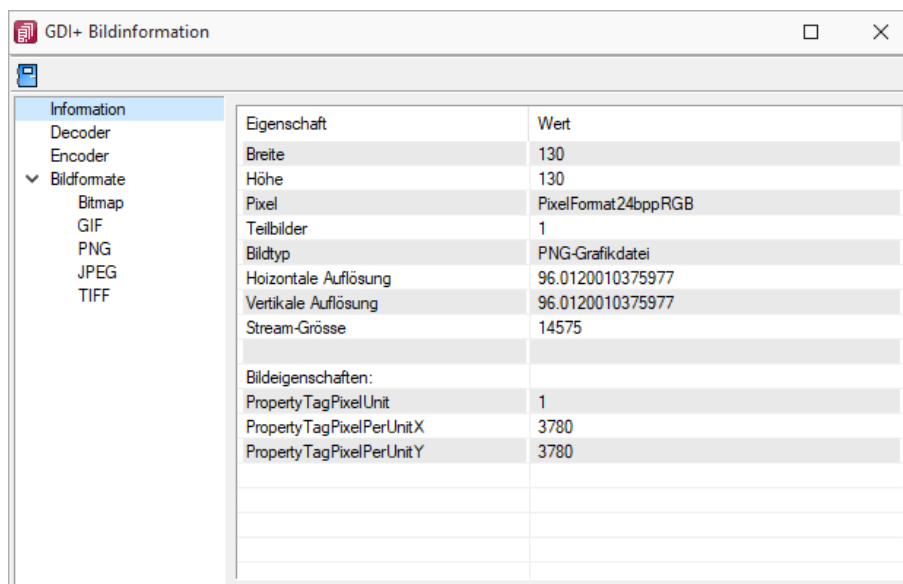 GDI+ Bildinformation
Information
Decoder
Encoder
Bildformate
Bitmap
GIF
PNG
JPEG
TIFF
Eigenschaft Wert
Breite 130
Höhe 130
Pixel PixelFormat24bppRGB
Teilbilder 1
Bildtyp PNG-Grafikdatei
Hoizontale Auflösung 96.0120010375977
Vertikale Auflösung 96.0120010375977
Stream-Grösse 14575
Bildeigenschaften:
PropertyTagPixelUnit 1
PropertyTagPixelPerUnitX 3780
PropertyTagPixelPerUnitY 3780